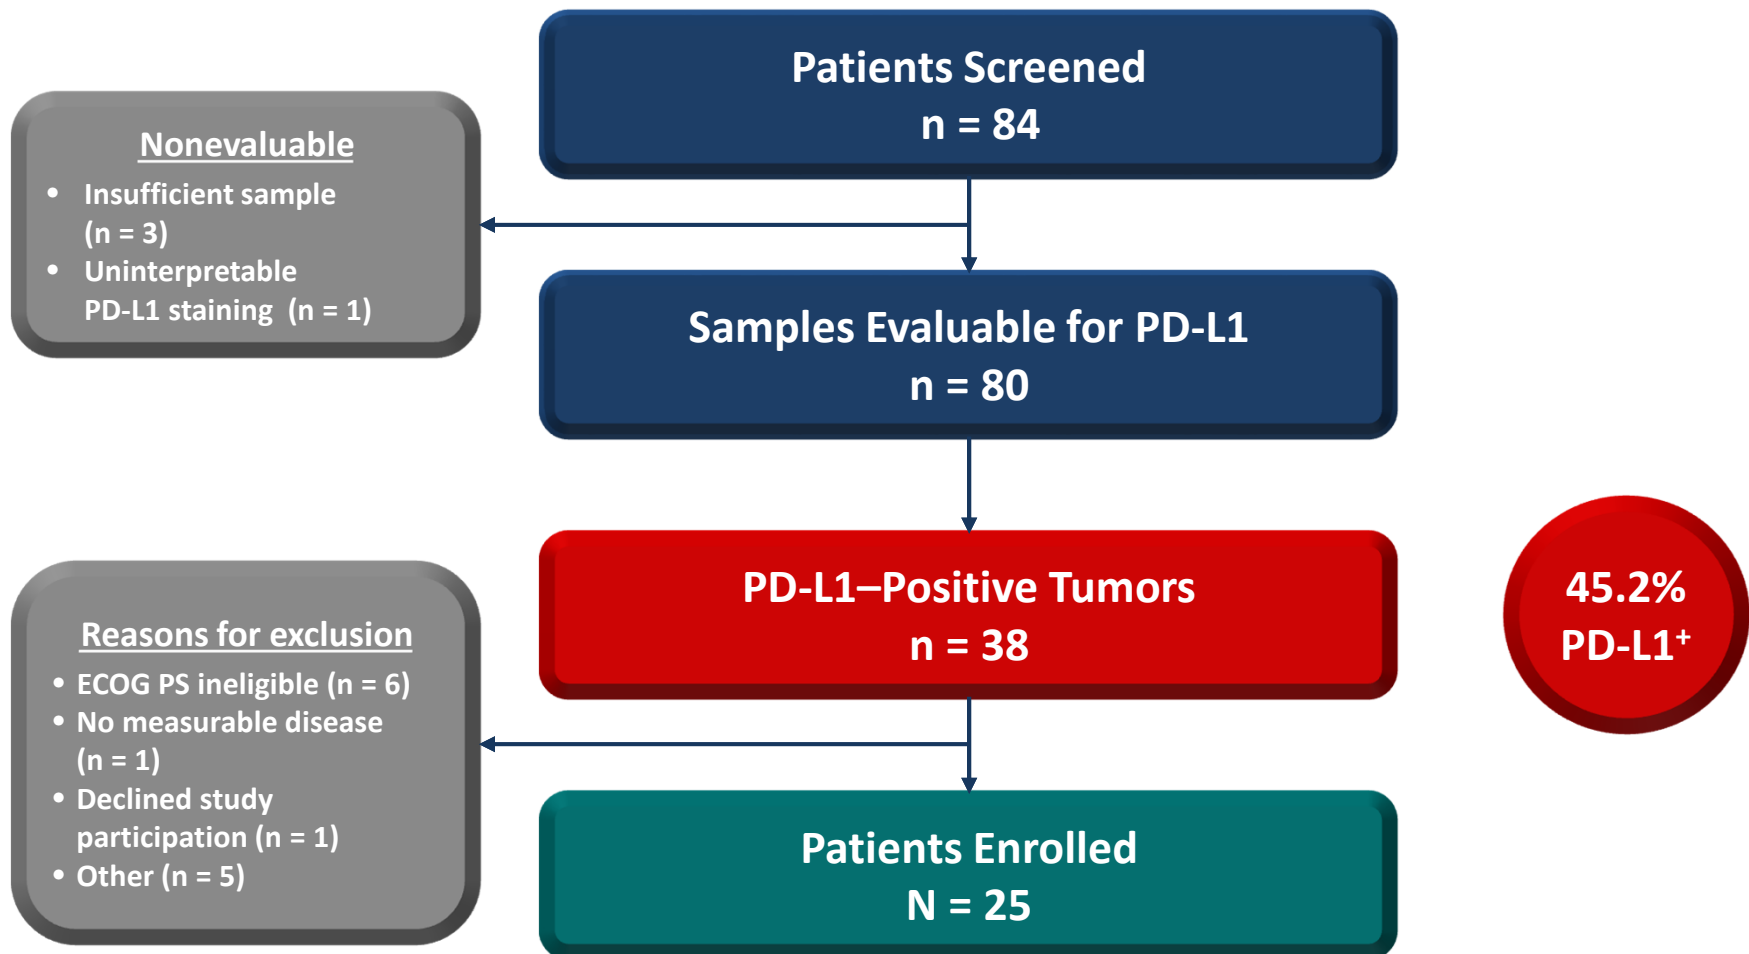 Patients Screened
n = 84
Nonevaluable
• Insufficient sample
(n = 3)
• Uninterpretable
PD-L1 staining  (n = 1)
Samples Evaluable for PD-L1
n = 80
PD-L1–Positive Tumors
n = 38
45.2%
PD-L1⁺
Reasons for exclusion
• ECOG PS ineligible (n = 6)
• No measurable disease
(n = 1)
• Declined study
participation (n = 1)
• Other (n = 5)
Patients Enrolled
N = 25